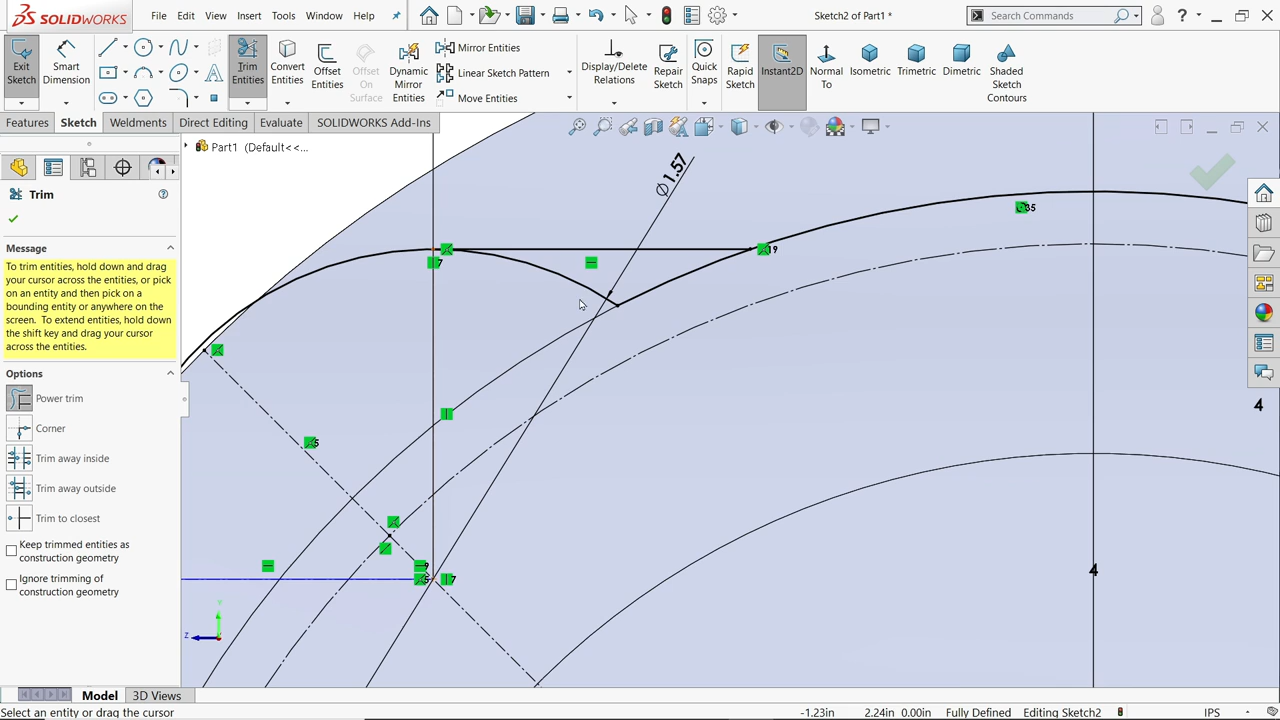 SOLIDWORKS
File
Edit
View
Insert
Tools
Window
Help
Sketch2 of Part1 *
Search Commands
Exit
Sketch
Smart
Dimension
Trim
Entities
Convert
Entities
Offset
Entities
Offset
On
Surface
Dynamic
Mirror
Entities
Mirror Entities
Linear Sketch Pattern
Move Entities
Display/Delete
Relations
Repair
Sketch
Quick
Snaps
Rapid
Sketch
Instant2D
Normal
To
Isometric
Trimetric
Dimetric
Shaded
Sketch
Contours
Features
Sketch
Weldments
Direct Editing
Evaluate
SOLIDWORKS Add-Ins
Part1 (Default<<...
Trim
Message
To trim entities, hold down and drag
your cursor across the entities, or pick
on an entity and then pick on a
bounding entity or anywhere on the
screen. To extend entities, hold down
the shift key and drag your cursor
across the entities.
Options
Power trim
Corner
Trim away inside
Trim away outside
Trim to closest
Keep trimmed entities as
construction geometry
Ignore trimming of
construction geometry
∅1.57
7
19
35
5
9
5
7
4
4
Y
Z
Model
3D Views
Select an entity or drag the cursor
-1.23in
2.24in 0.00in
Fully Defined
Editing Sketch2
IPS